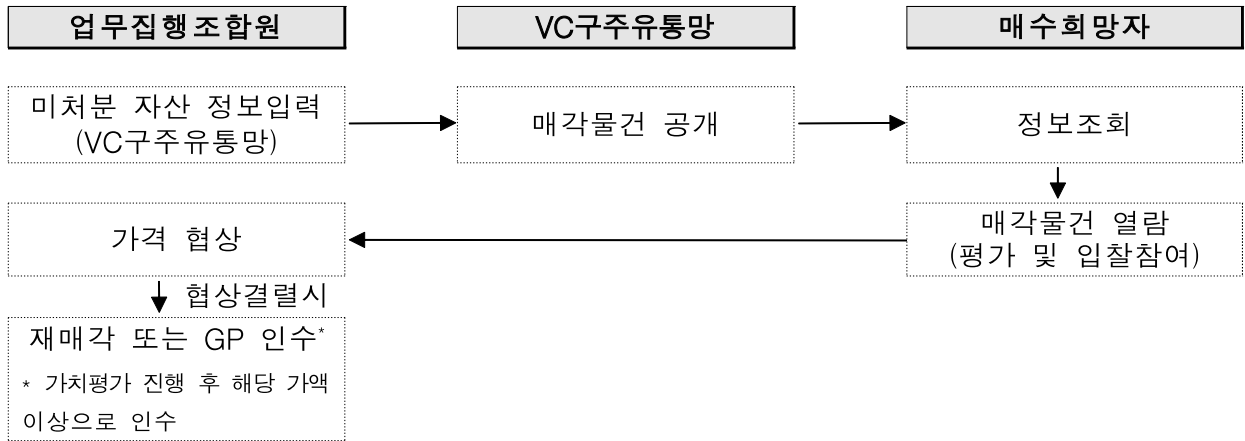 업무집행조합원
VC구주유통망
매수희망자
미처분 자산 정보입력
(VC구주유통망)
매각물건 공개
정보조회
가격 협상
매각물건 열람
(평가 및 입찰참여)
협상결렬시
재매각 또는 GP 인수*
* 가치평가 진행 후 해당 가액
이상으로 인수